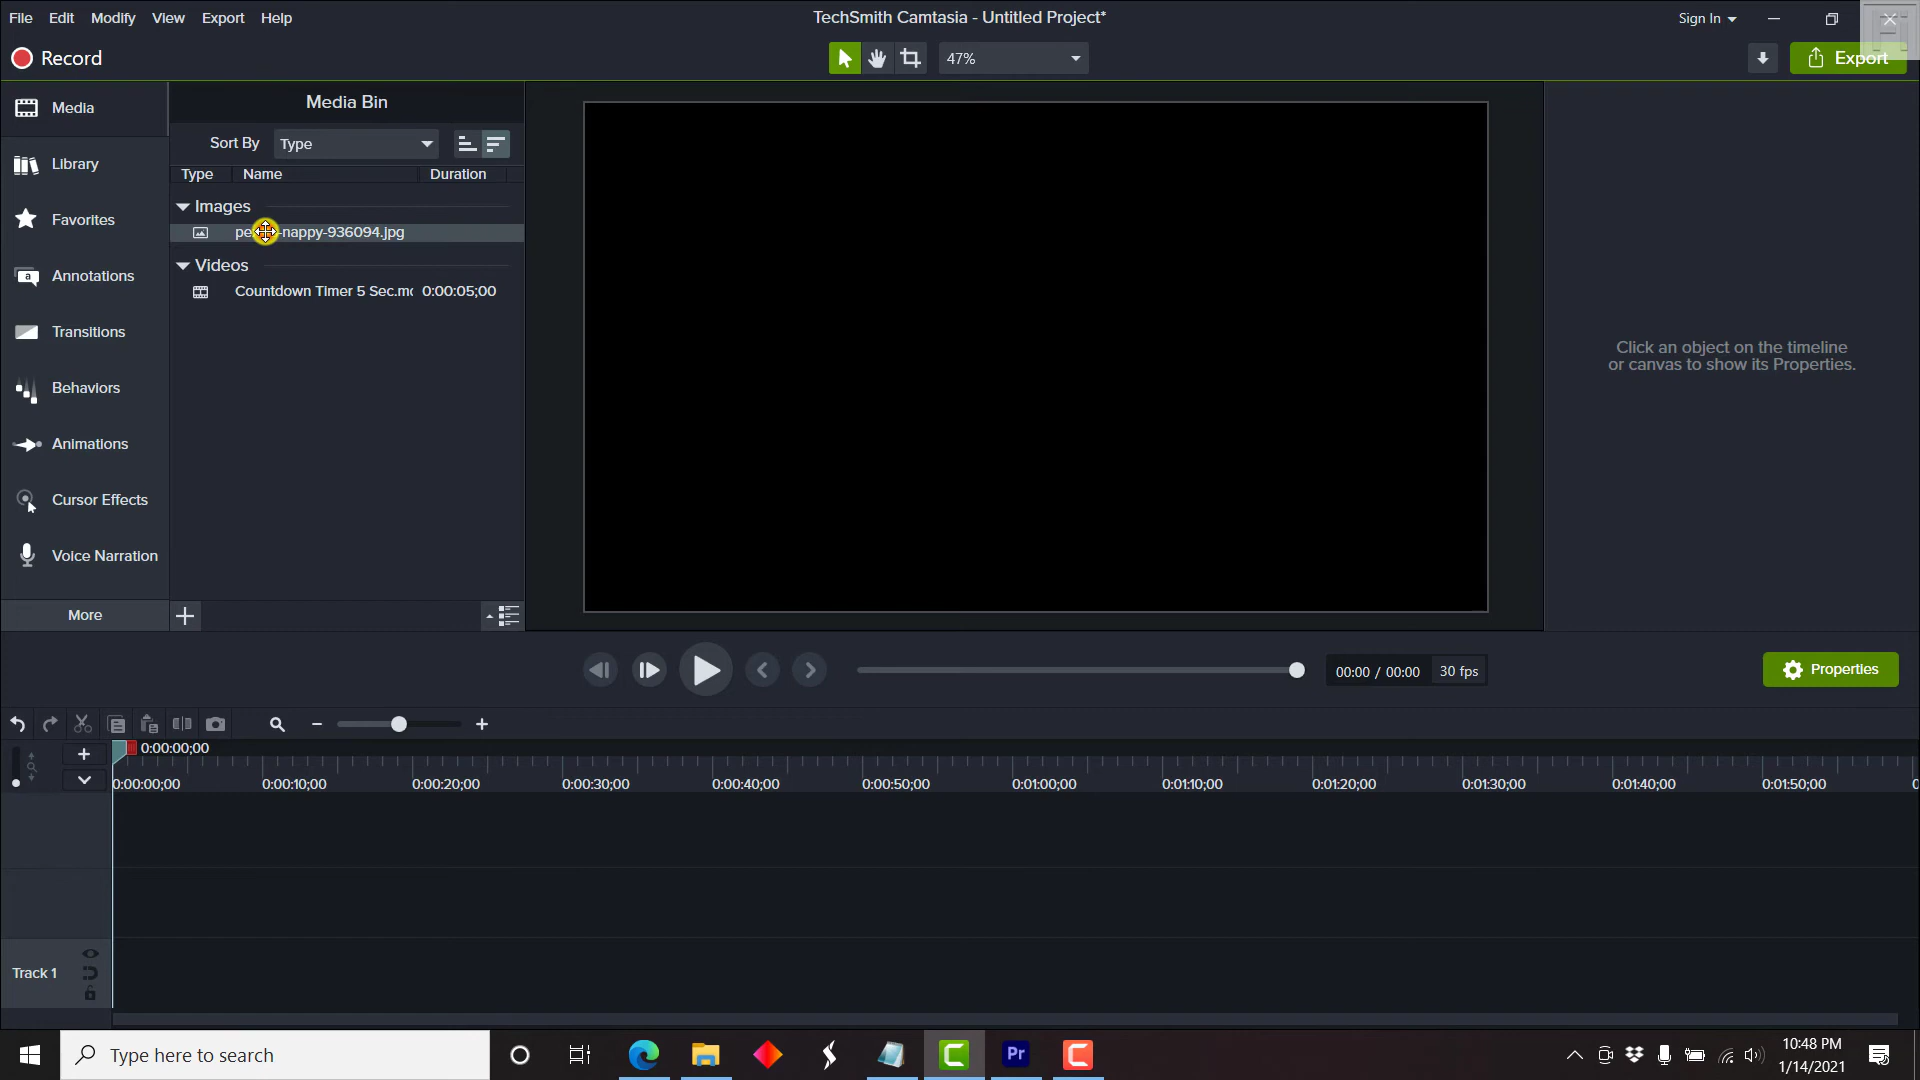 File Edit Modify View Export Help
TechSmith Camtasia - Untitled Project*
Sign In
Record
47%
Export
Media
Library
Favorites
Annotations
Transitions
Behaviors
Animations
Cursor Effects
Voice Narration
More
Media Bin
Sort By Type
Type Name Duration
Images
-nappy-936094.jpg
Videos
Countdown Timer 5 Sec.mo 0:00:05;00
Click an object on the timeline
or canvas to show its Properties.
00:00 / 00:00 30 fps
Properties
0:00:00;00
0:00:00;00 0:00:10;00 0:00:20;00 0:00:30;00 0:00:40;00 0:00:50;00 0:01:00;00 0:01:10;00 0:01:20;00 0:01:30;00 0:01:40;00 0:01:50;00
Track 1
Type here to search
Pr
10:48 PM
1/14/2021